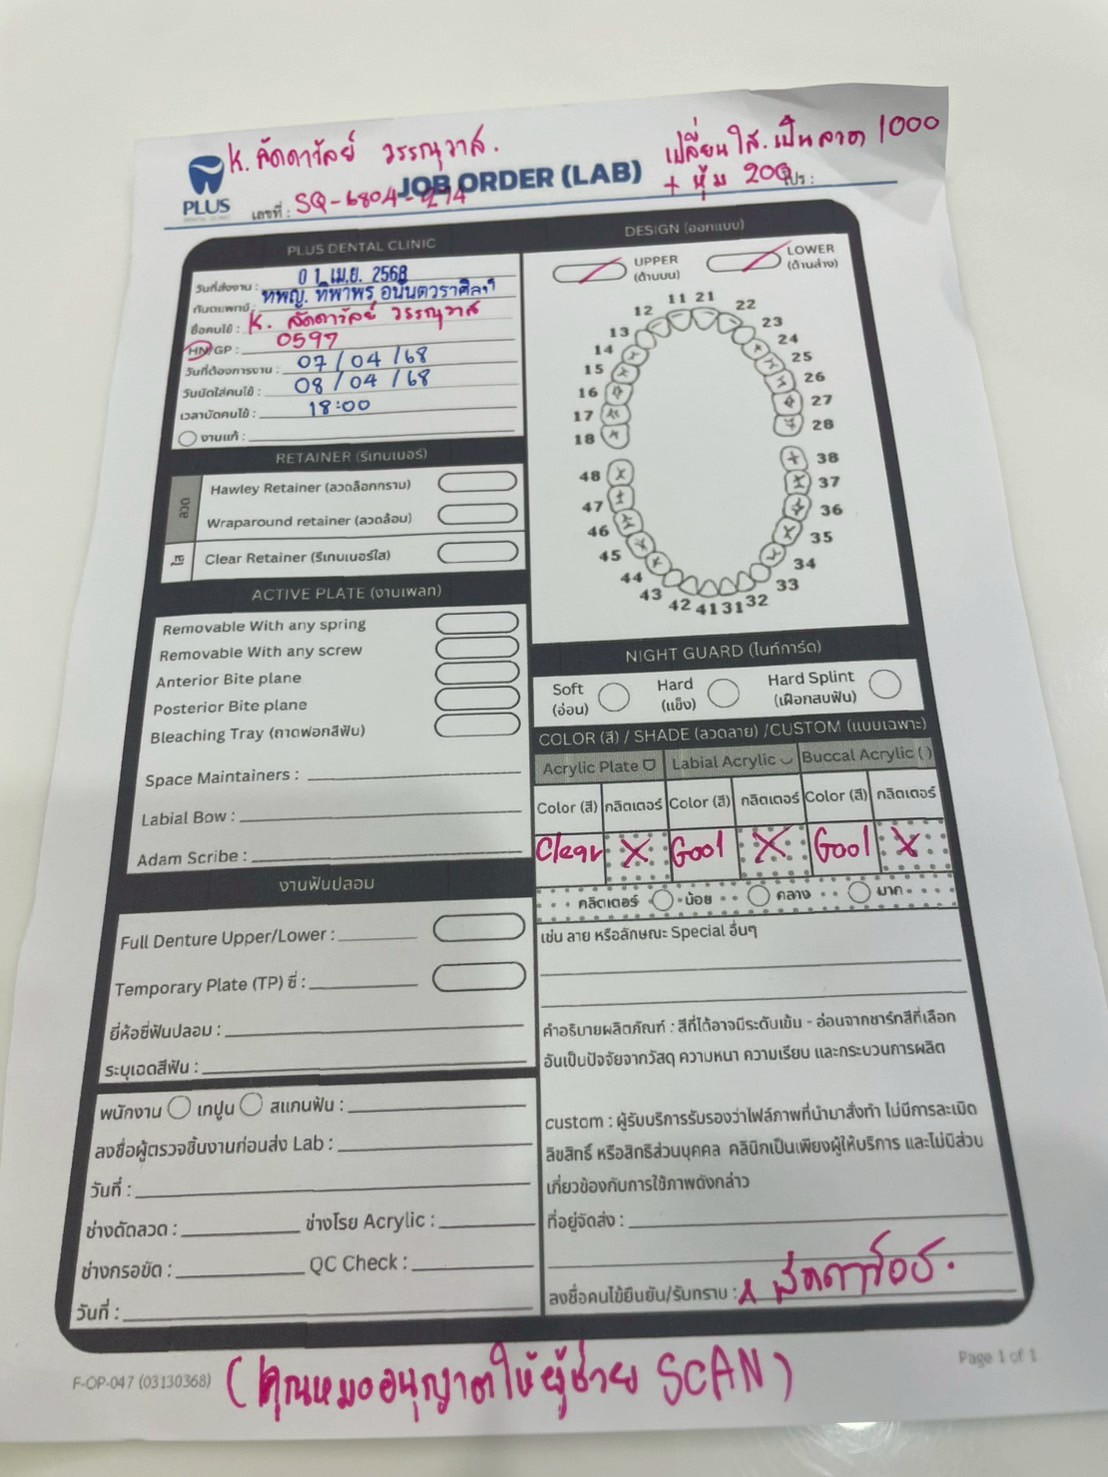 K. ลัดดาวัลย์ วรรณวาส.
เปลี่ยนใส เป็นลวด 1000
+ หุ้ม 200
PLUS
DENTAL CLINIC
JOB ORDER (LAB)
โปร :
เลขที่ : SQ-6804-274
PLUS DENTAL CLINIC
วันที่ส่งงาน : 01 เม.ย. 2568
ทันตแพทย์ : ทพญ. ทิพาพร อนันตวราศิลป์
ชื่อคนไข้ : K. ลัดดาวัลย์ วรรณวาส
HN/GP : 0597
วันที่ต้องการงาน : 07/04/68
วันนัดใส่คนไข้ : 08/04/68
เวลานัดคนไข้ : 18:00
งานแก้ :
RETAINER (รีเทนเนอร์)
ลวด
Hawley Retainer (ลวดล็อกกราม)
Wraparound retainer (ลวดล้อม)
ใส
Clear Retainer (รีเทนเนอร์ใส)
ACTIVE PLATE (งานเพลท)
Removable With any spring
Removable With any screw
Anterior Bite plane
Posterior Bite plane
Bleaching Tray (ถาดฟอกสีฟัน)
Space Maintainers :
Labial Bow :
Adam Scribe :
งานฟันปลอม
Full Denture Upper/Lower :
Temporary Plate (TP) ซี่ :
ยี่ห้อซี่ฟันปลอม :
ระบุเฉดสีฟัน :
พนักงาน เทปูน สแกนฟัน :
ลงชื่อผู้ตรวจชิ้นงานก่อนส่ง Lab :
วันที่ :
ช่างดัดลวด : ช่างโรย Acrylic :
ช่างกรอขัด : QC Check :
วันที่ :
DESIGN (ออกแบบ)
UPPER (ด้านบน)
LOWER (ด้านล่าง)
11 21
12 22
13 23
14 24
15 25
16 26
17 27
18 28
48 38
47 37
46 36
45 35
44 34
43 33
42 41 31 32
NIGHT GUARD (ไนท์การ์ด)
Soft (อ่อน)
Hard (แข็ง)
Hard Splint (เฝือกสบฟัน)
COLOR (สี) / SHADE (ลวดลาย) /CUSTOM (แบบเฉพาะ)
Acrylic Plate Labial Acrylic Buccal Acrylic ( )
Color (สี) กลิตเตอร์ Color (สี) กลิตเตอร์ Color (สี) กลิตเตอร์
Clear X Gool X Gool X
กลิตเตอร์ น้อย กลาง มาก
เช่น ลาย หรือลักษณะ Special อื่นๆ
คำอธิบายผลิตภัณฑ์ : สีที่ได้อาจมีระดับเข้ม - อ่อนจากชาร์ทสีที่เลือก
อันเป็นปัจจัยจากวัสดุ ความหนา ความเรียบ และกระบวนการผลิต
custom : ผู้รับบริการรับรองว่าไฟล์ภาพที่นำมาสั่งทำ ไม่มีการละเมิด
ลิขสิทธิ์ หรือสิทธิส่วนบุคคล คลินิกเป็นเพียงผู้ให้บริการ และไม่มีส่วน
เกี่ยวข้องกับการใช้ภาพดังกล่าว
ที่อยู่จัดส่ง :
ลงชื่อคนไข้ยืนยัน/รับทราบ :
F-OP-047 (03130368)
Page 1 of 1
(คุณหมออนุญาตให้ผู้ช่วย SCAN)